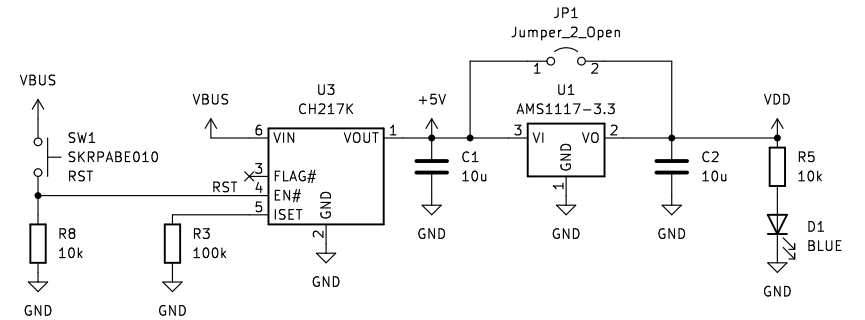 JP1
Jumper_2_Open
1 2
VBUS
SW1
SKRPABE010
RST
R8
10k
GND
VBUS
U3
CH217K
6 VIN
VOUT 1
3 FLAG#
RST 4 EN#
5 ISET
GND
2
GND
R3
100k
GND
+5V
C1
10u
GND
U1
AMS1117-3.3
3 VI
VO 2
GND
1
GND
C2
10u
GND
VDD
R5
10k
D1
BLUE
GND